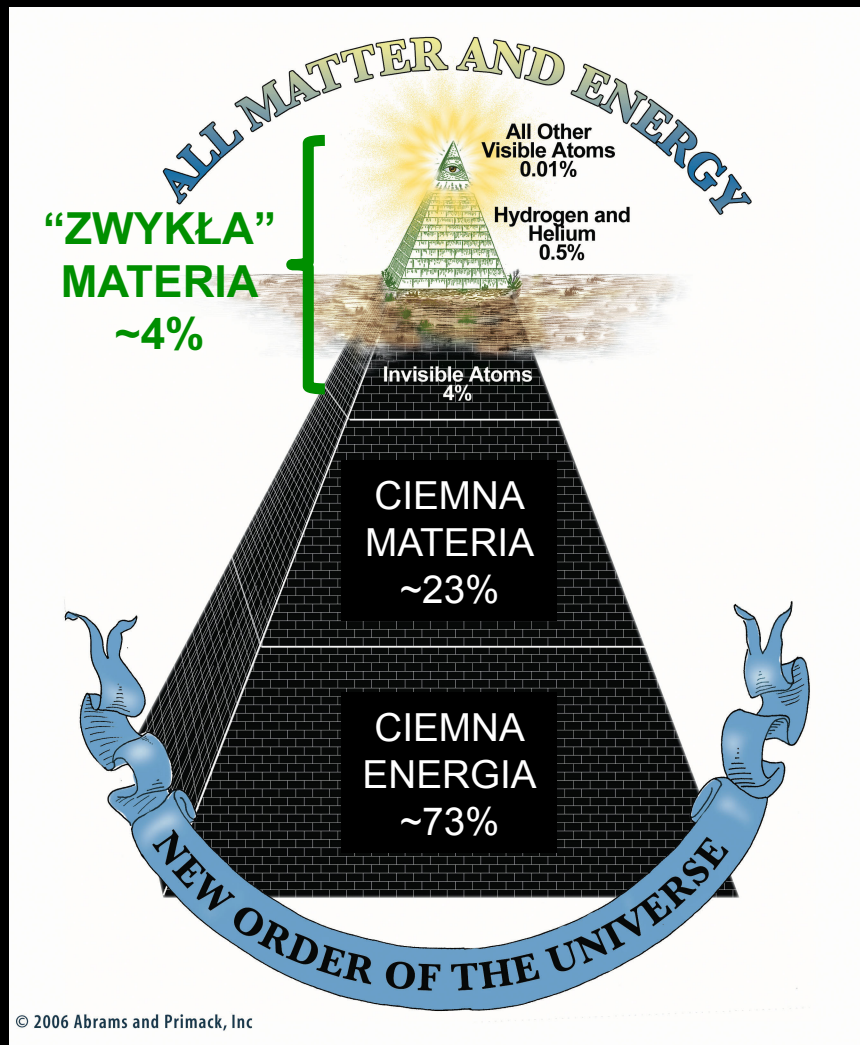 ALL MATTER AND ENERGY
All Other
Visible Atoms
0.01%
“ZWYKŁA”
MATERIA
~4%
Hydrogen and
Helium
0.5%
Invisible Atoms
4%
CIEMNA
MATERIA
~23%
CIEMNA
ENERGIA
~73%
NEW ORDER OF THE UNIVERSE
© 2006 Abrams and Primack, Inc